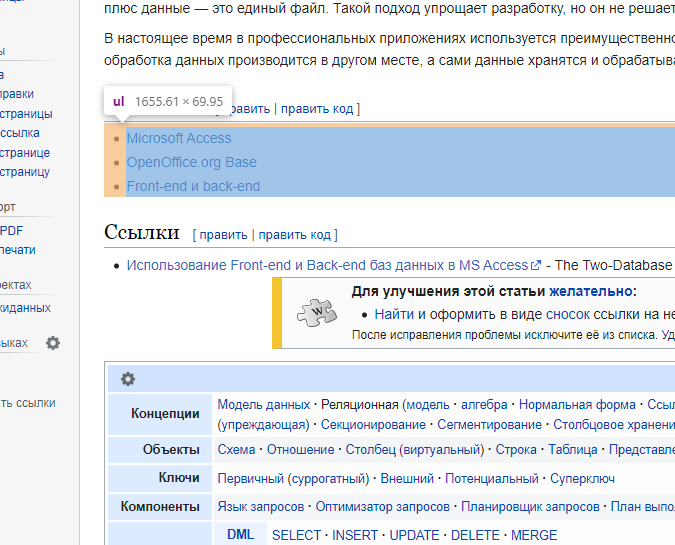 плюс данные — это единый файл. Такой подход упрощает разработку, но он не решает
В настоящее время в профессиональных приложениях используется преимущественно
обработка данных производится в другом месте, а сами данные хранятся и обрабатыва
ul 1655.61 × 69.95
править | править код ]
Microsoft Access
OpenOffice.org Base
Front-end и back-end
Ссылки [ править | править код ]
Использование Front-end и Back-end баз данных в MS Access - The Two-Database
Для улучшения этой статьи желательно:
Найти и оформить в виде сносок ссылки на не
После исправления проблемы исключите её из списка. Уд
Концепции Модель данных · Реляционная (модель · алгебра · Нормальная форма · Ссыл
(упреждающая) · Секционирование · Сегментирование · Столбцовое хранени
Объекты Схема · Отношение · Столбец (виртуальный) · Строка · Таблица · Представле
Ключи Первичный (суррогатный) · Внешний · Потенциальный · Суперключ
Компоненты Язык запросов · Оптимизатор запросов · Планировщик запросов · План выпо
DML SELECT · INSERT · UPDATE · DELETE · MERGE
ы
а
равки
страницы
ссылка
странице
страницу
орт
PDF
печати
ектах
киданных
зыках
ть ссылки